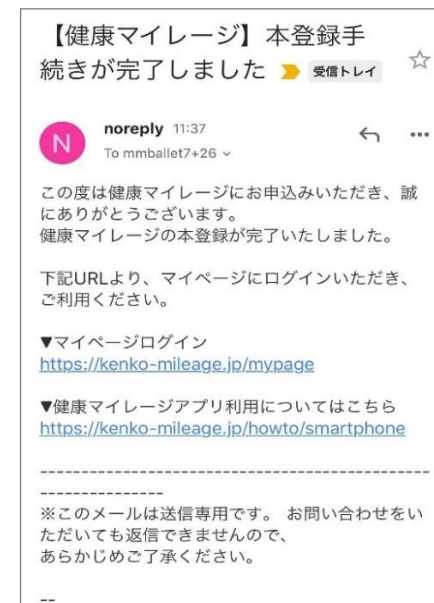 【健康マイレージ】本登録手
続きが完了しました 受信トレイ
N
noreply 11:37
To mmballet7+26
この度は健康マイレージにお申込みいただき、誠
にありがとうございます。
健康マイレージの本登録が完了いたしました。
下記URLより、マイページにログインいただき、
ご利用ください。
▼マイページログイン
https://kenko-mileage.jp/mypage
▼健康マイレージアプリ利用についてはこちら
https://kenko-mileage.jp/howto/smartphone
--------------------------------------------------
---------------
※このメールは送信専用です。 お問い合わせをい
ただいても返信できませんので、
あらかじめご了承ください。
--